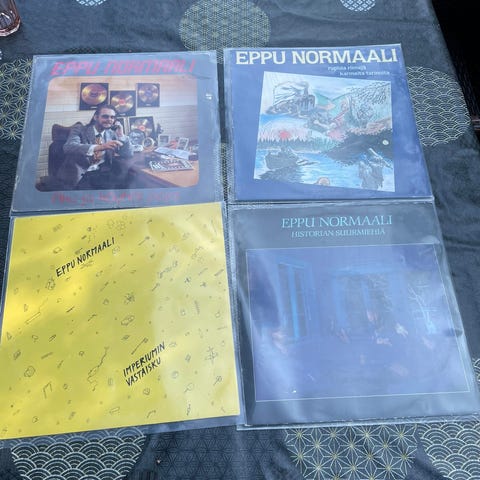 EPPU NORMAALI
EPPU NORMAALI
rupisia riimejä
karmeita tarinoita
EPPU NORMAALI
IMPERIUMIN
VASTAISKU
EPPU NORMAALI
HISTORIAN SUURMIEHIÄ